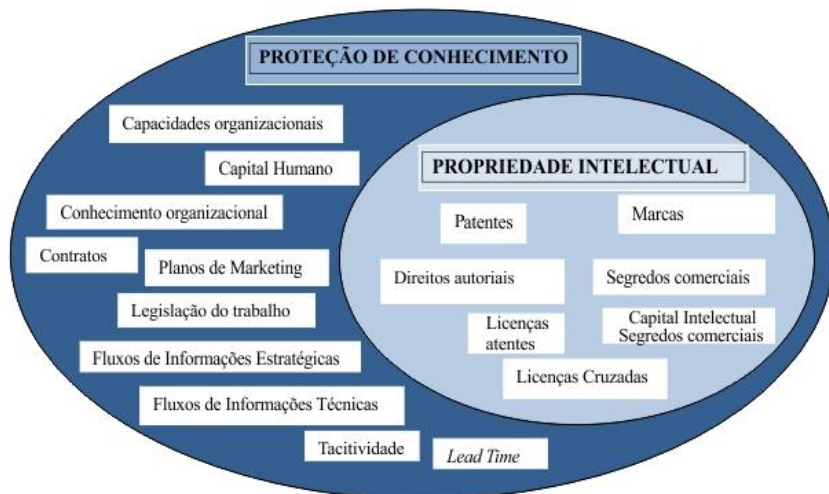 PROTEÇÃO DE CONHECIMENTO
Capacidades organizacionais
Capital Humano
Conhecimento organizacional
Contratos
Planos de Marketing
Legislação do trabalho
Fluxos de Informações Estratégicas
Fluxos de Informações Técnicas
Tacitividade
Lead Time
PROPRIEDADE INTELECTUAL
Patentes
Marcas
Direitos autoriais
Segredos comerciais
Licenças
atentes
Capital Intelectual
Segredos comerciais
Licenças Cruzadas